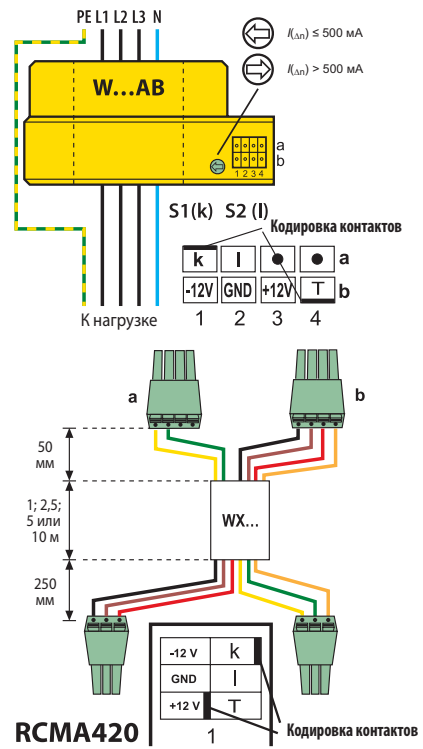 PE L1 L2 L3 N
I(Δn) ≤ 500 мА
I(Δn) > 500 мА
W...AB
a
b
1 2 3 4
S1(k) S2 (l)
Кодировка контактов
k l a
-12V GND +12V T b
1 2 3 4
К нагрузке
a b
50 мм
1; 2,5;
5 или
10 м
WX...
250
мм
-12 V k
GND l
+12 V T
1
RCMA420
Кодировка контактов